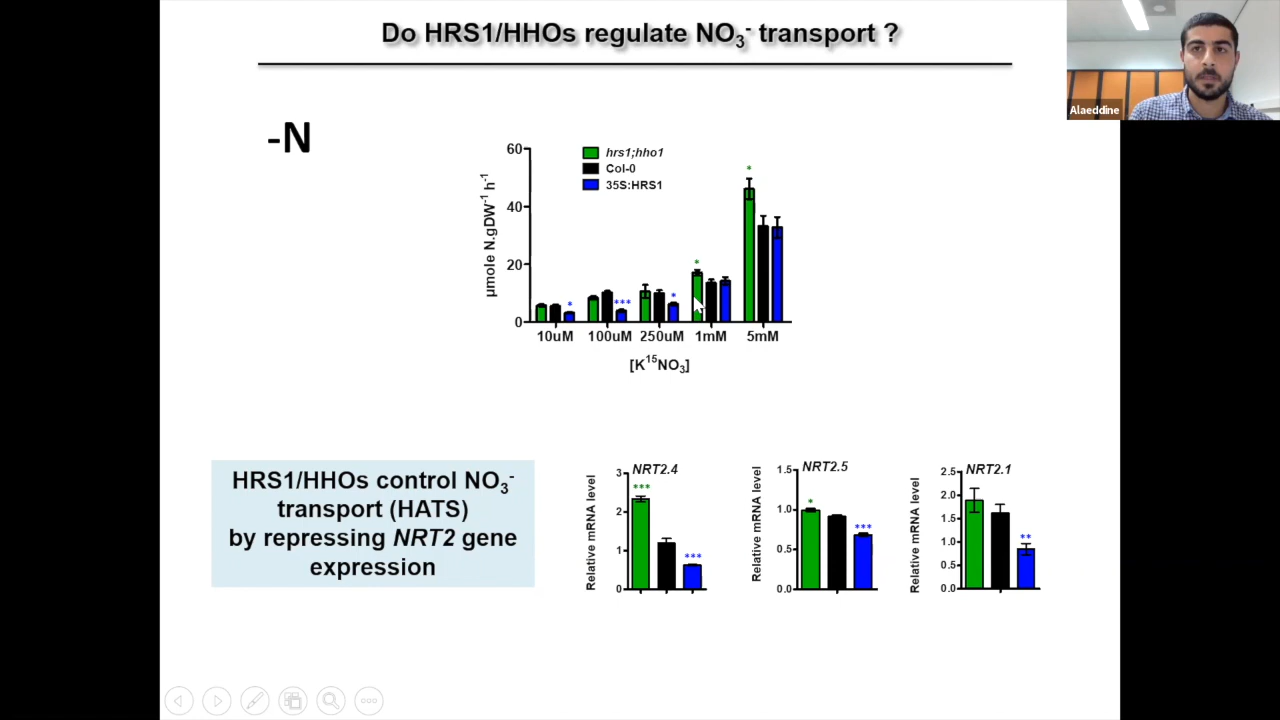 Do HRS1/HHOs regulate NO3- transport ?
Alaeddine
-N
60
40
20
0
µmole N.gDW-1 h-1
hrs1;hho1
Col-0
35S:HRS1
*
*
*
***
*
10uM 100uM 250uM 1mM 5mM
[K15NO3]
HRS1/HHOs control NO3-
transport (HATS)
by repressing NRT2 gene
expression
NRT2.4
Relative mRNA level
3
2
1
0
***
***
NRT2.5
Relative mRNA level
1.5
1.0
0.5
0.0
*
***
NRT2.1
Relative mRNA level
2.5
2.0
1.5
1.0
0.5
0.0
**